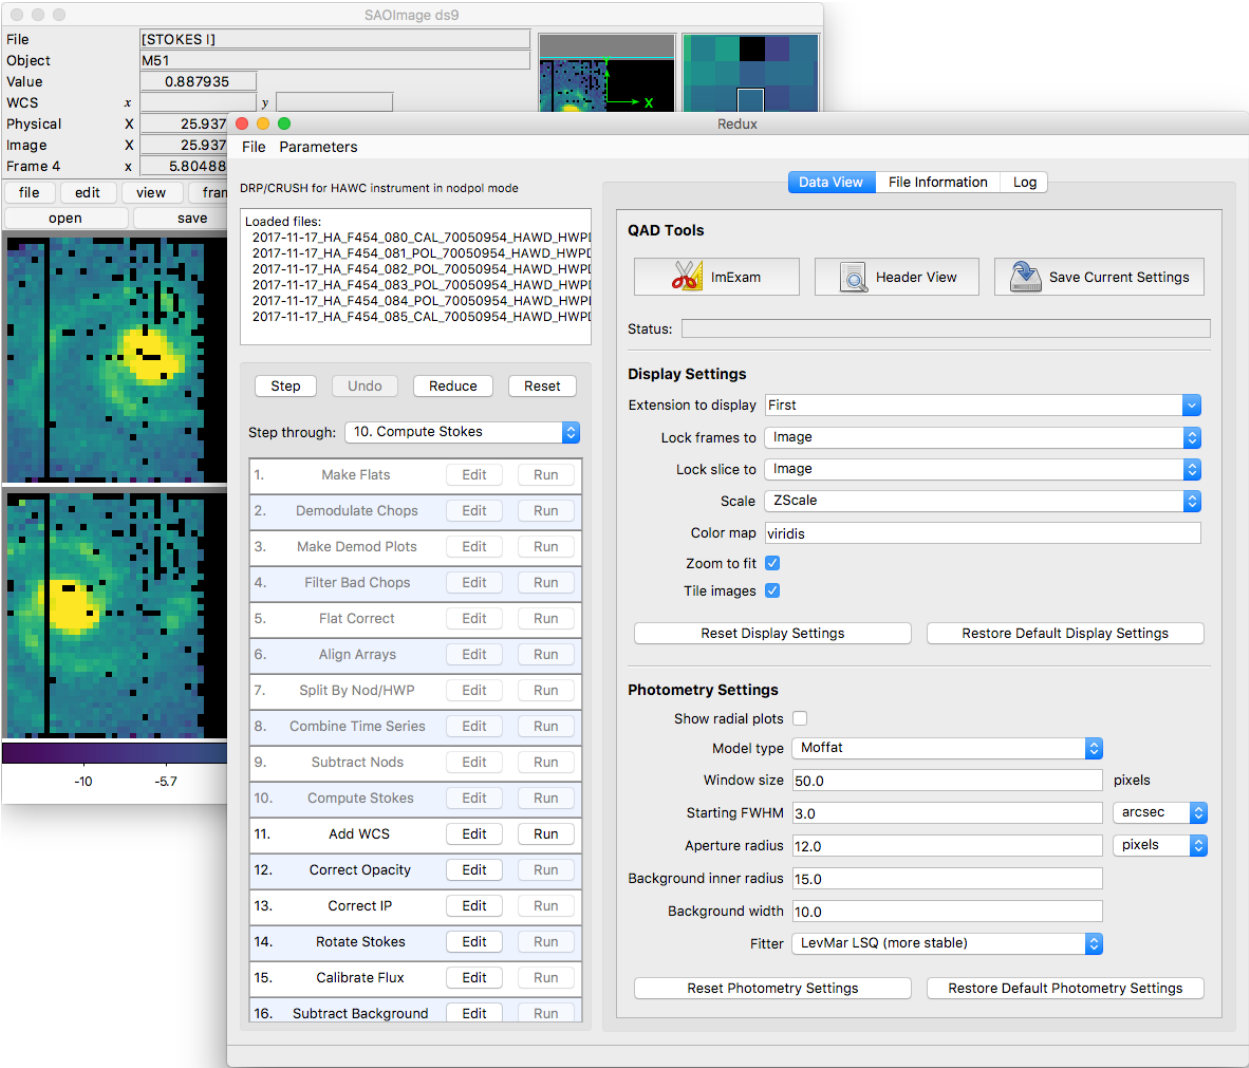 SAOImage ds9
File [STOKES I]
Object M51
Value 0.887935
WCS x y
Physical X 25.937
Image X 25.937
Frame 4 x 5.80488
file edit view fran
open save
X
-10 -5.7
Redux
File Parameters
DRP/CRUSH for HAWC instrument in nodpol mode
Loaded files:
2017-11-17_HA_F454_080_CAL_70050954_HAWD_HWPD
2017-11-17_HA_F454_081_POL_70050954_HAWD_HWPD
2017-11-17_HA_F454_082_POL_70050954_HAWD_HWPD
2017-11-17_HA_F454_083_POL_70050954_HAWD_HWPD
2017-11-17_HA_F454_084_POL_70050954_HAWD_HWPD
2017-11-17_HA_F454_085_CAL_70050954_HAWD_HWPD
Step Undo Reduce Reset
Step through: 10. Compute Stokes
1. Make Flats Edit Run
2. Demodulate Chops Edit Run
3. Make Demod Plots Edit Run
4. Filter Bad Chops Edit Run
5. Flat Correct Edit Run
6. Align Arrays Edit Run
7. Split By Nod/HWP Edit Run
8. Combine Time Series Edit Run
9. Subtract Nods Edit Run
10. Compute Stokes Edit Run
11. Add WCS Edit Run
12. Correct Opacity Edit Run
13. Correct IP Edit Run
14. Rotate Stokes Edit Run
15. Calibrate Flux Edit Run
16. Subtract Background Edit Run
Data View File Information Log
QAD Tools
ImExam Header View Save Current Settings
Status:
Display Settings
Extension to display First
Lock frames to Image
Lock slice to Image
Scale ZScale
Color map viridis
Zoom to fit
Tile images
Reset Display Settings Restore Default Display Settings
Photometry Settings
Show radial plots
Model type Moffat
Window size 50.0 pixels
Starting FWHM 3.0 arcsec
Aperture radius 12.0 pixels
Background inner radius 15.0
Background width 10.0
Fitter LevMar LSQ (more stable)
Reset Photometry Settings Restore Default Photometry Settings